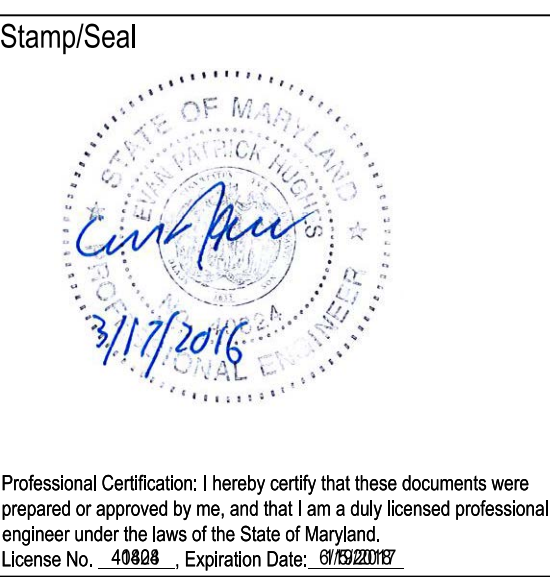 Stamp/Seal
STATE OF MARYLAND
EVAN PATRICK HUGHES
3/17/2016
PROFESSIONAL ENGINEER
Professional Certification: I hereby certify that these documents were
prepared or approved by me, and that I am a duly licensed professional
engineer under the laws of the State of Maryland.
License No. , Expiration Date: